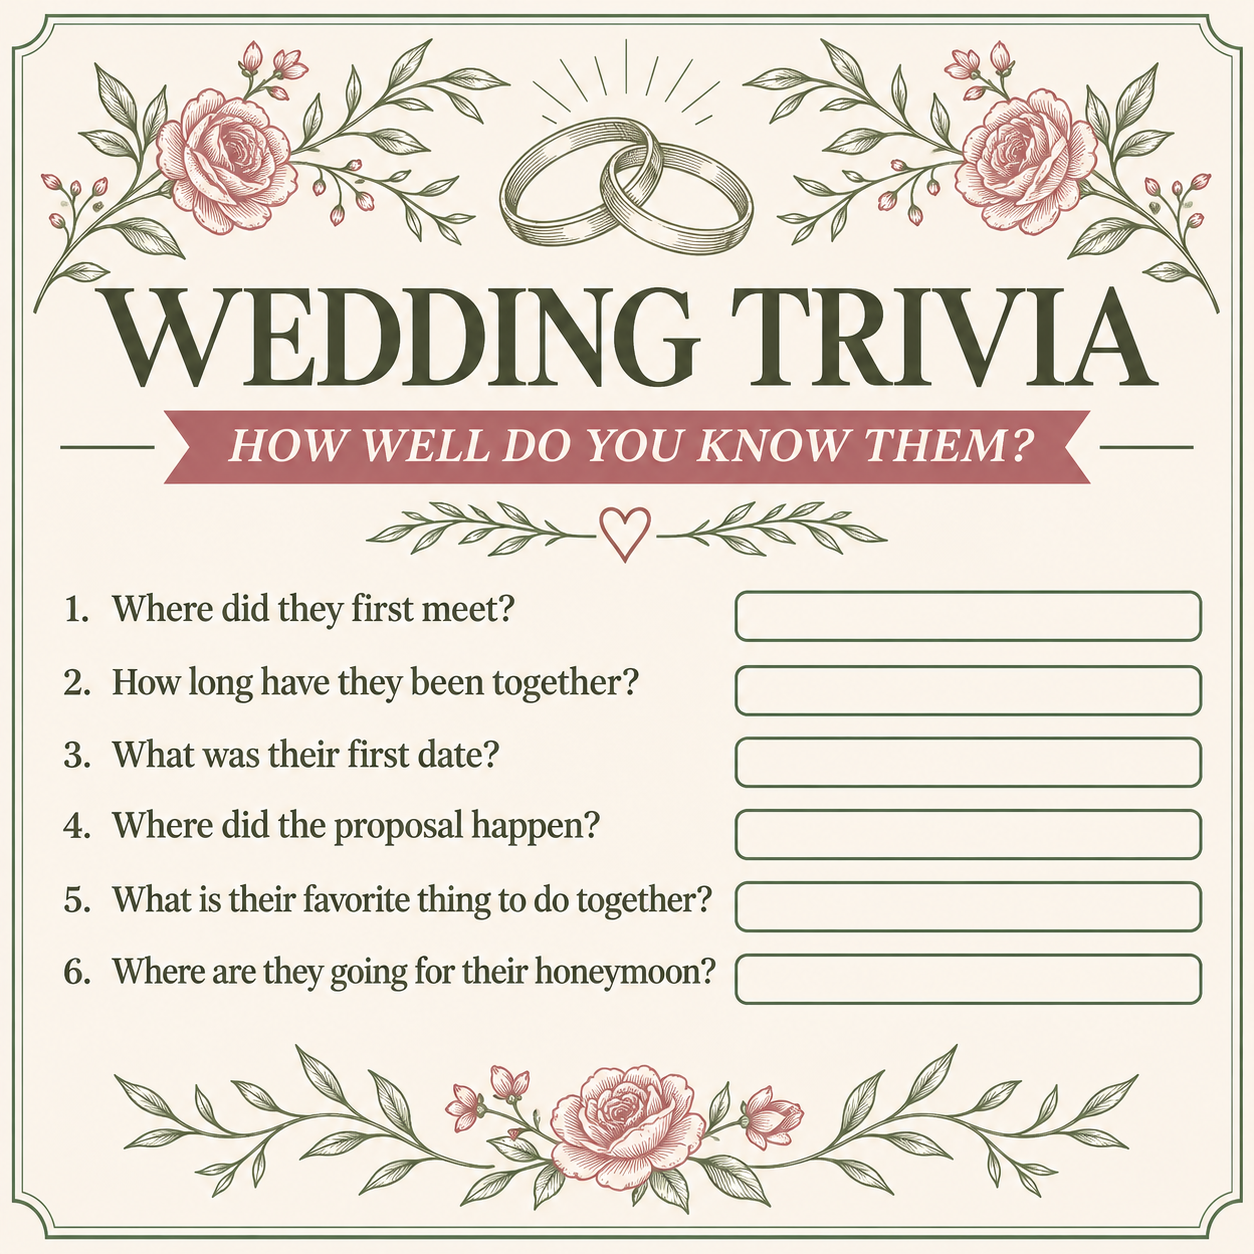 WEDDING TRIVIA
HOW WELL DO YOU KNOW THEM?
1. Where did they first meet?
2. How long have they been together?
3. What was their first date?
4. Where did the proposal happen?
5. What is their favorite thing to do together?
6. Where are they going for their honeymoon?